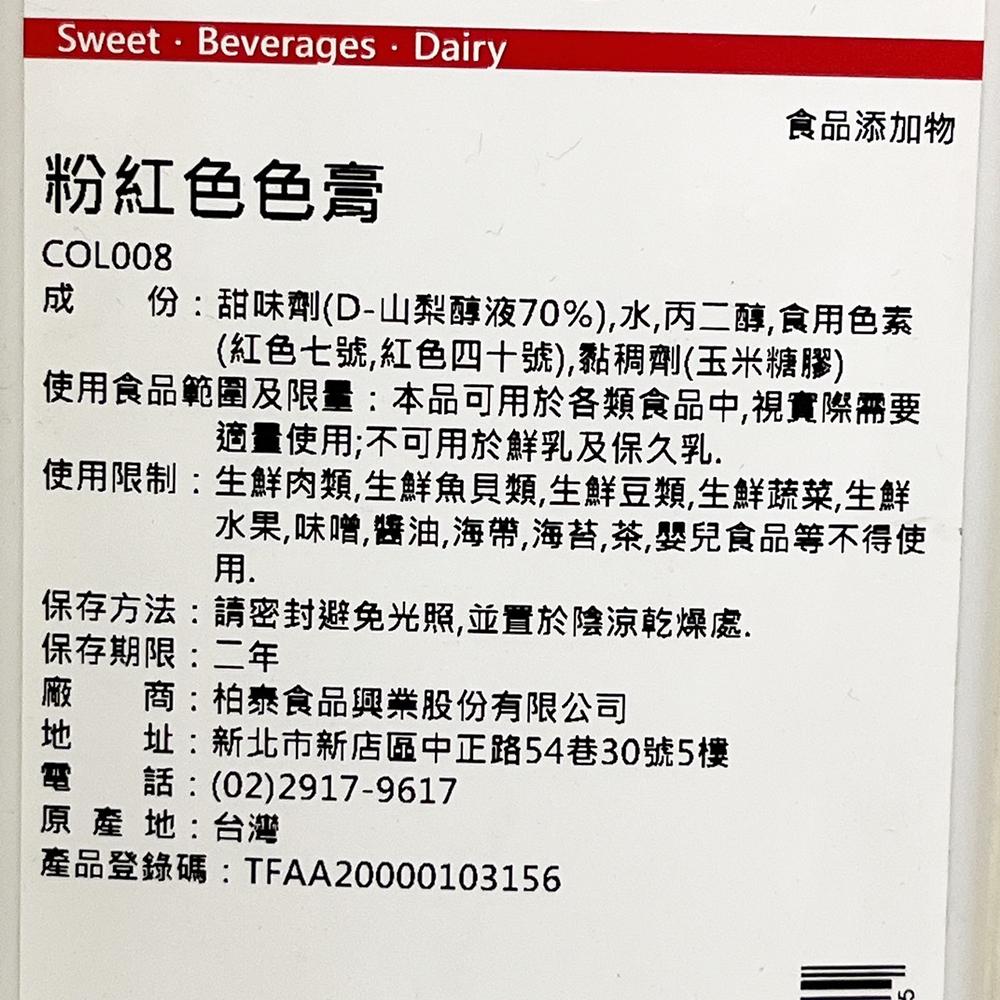 Sweet · Beverages · Dairy
食品添加物
粉紅色色膏
COL008
成　　份：甜味劑(D-山梨醇液70%),水,丙二醇,食用色素
(紅色七號,紅色四十號),黏稠劑(玉米糖膠)
使用食品範圍及限量：本品可用於各類食品中,視實際需要
適量使用;不可用於鮮乳及保久乳.
使用限制：生鮮肉類,生鮮魚貝類,生鮮豆類,生鮮蔬菜,生鮮
水果,味噌,醬油,海帶,海苔,茶,嬰兒食品等不得使
用.
保存方法：請密封避免光照,並置於陰涼乾燥處.
保存期限：二年
廠　　商：柏泰食品興業股份有限公司
地　　址：新北市新店區中正路54巷30號5樓
電　　話：(02)2917-9617
原 產 地：台灣
產品登錄碼：TFAA20000103156
5